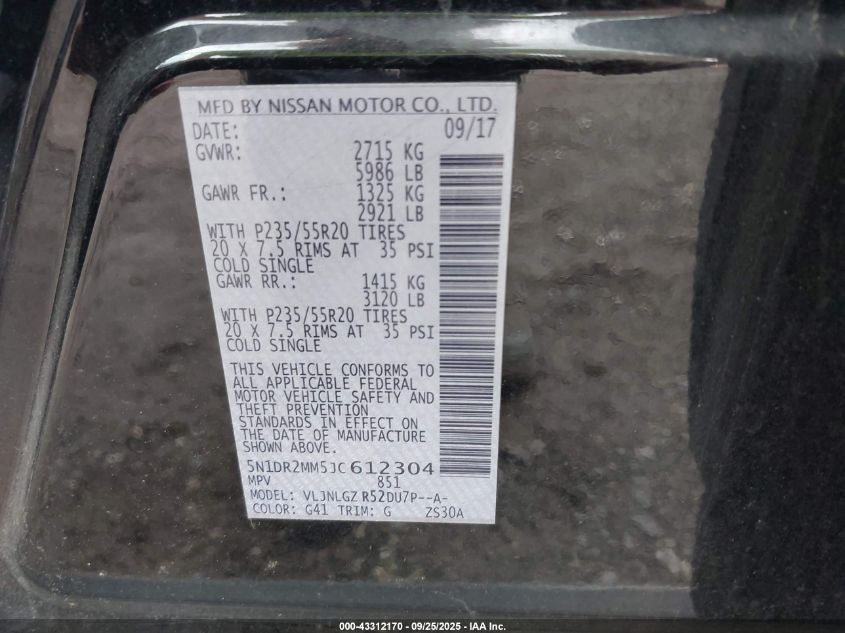 MFD BY NISSAN MOTOR CO., LTD.
DATE: 09/17
GVWR: 2715 KG
5986 LB
GAWR FR.: 1325 KG
2921 LB
WITH P235/55R20 TIRES
20 X 7.5 RIMS AT 35 PSI
COLD SINGLE
GAWR RR.: 1415 KG
3120 LB
WITH P235/55R20 TIRES
20 X 7.5 RIMS AT 35 PSI
COLD SINGLE
THIS VEHICLE CONFORMS TO
ALL APPLICABLE FEDERAL
MOTOR VEHICLE SAFETY AND
THEFT PREVENTION
STANDARDS IN EFFECT ON
THE DATE OF MANUFACTURE
SHOWN ABOVE.
5N1DR2MM5JC612304
MPV 851
MODEL: VLJNLGZ R52DU7P--A-
COLOR: G41 TRIM: G ZS30A
000-43312170 - 09/25/2025 - IAA Inc.